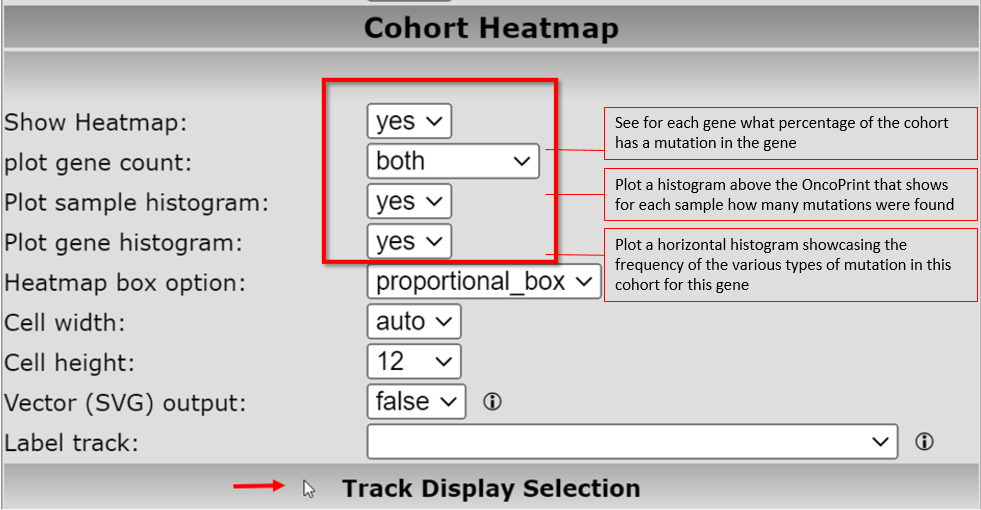 Cohort Heatmap
Show Heatmap: yes
plot gene count: both
See for each gene what percentage of the cohort
has a mutation in the gene
Plot sample histogram: yes
Plot a histogram above the OncoPrint that shows
for each sample how many mutations were found
Plot gene histogram: yes
Plot a horizontal histogram showcasing the
frequency of the various types of mutation in this
cohort for this gene
Heatmap box option: proportional_box
Cell width: auto
Cell height: 12
Vector (SVG) output: false
Label track:
Track Display Selection